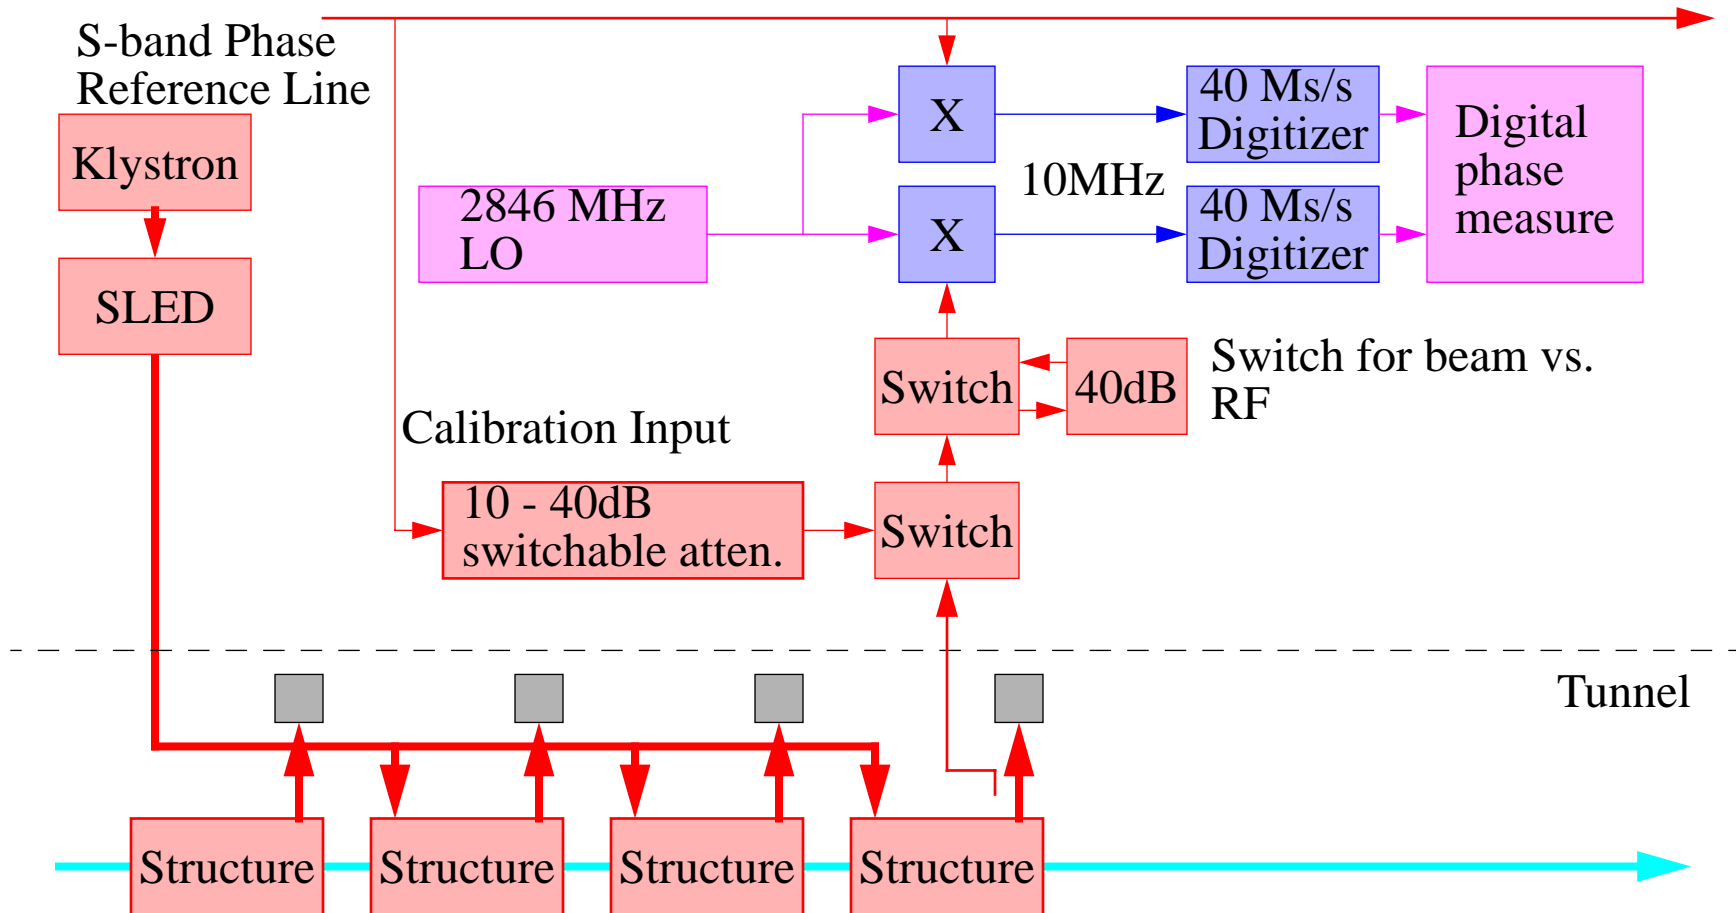 S-band Phase
Reference Line
Klystron
SLED
X
40 Ms/s
Digitizer
Digital
phase
measure
10MHz
2846 MHz
LO
X
40 Ms/s
Digitizer
Switch
40dB
Switch for beam vs.
RF
Calibration Input
10 - 40dB
switchable atten.
Switch
Tunnel
Structure
Structure
Structure
Structure